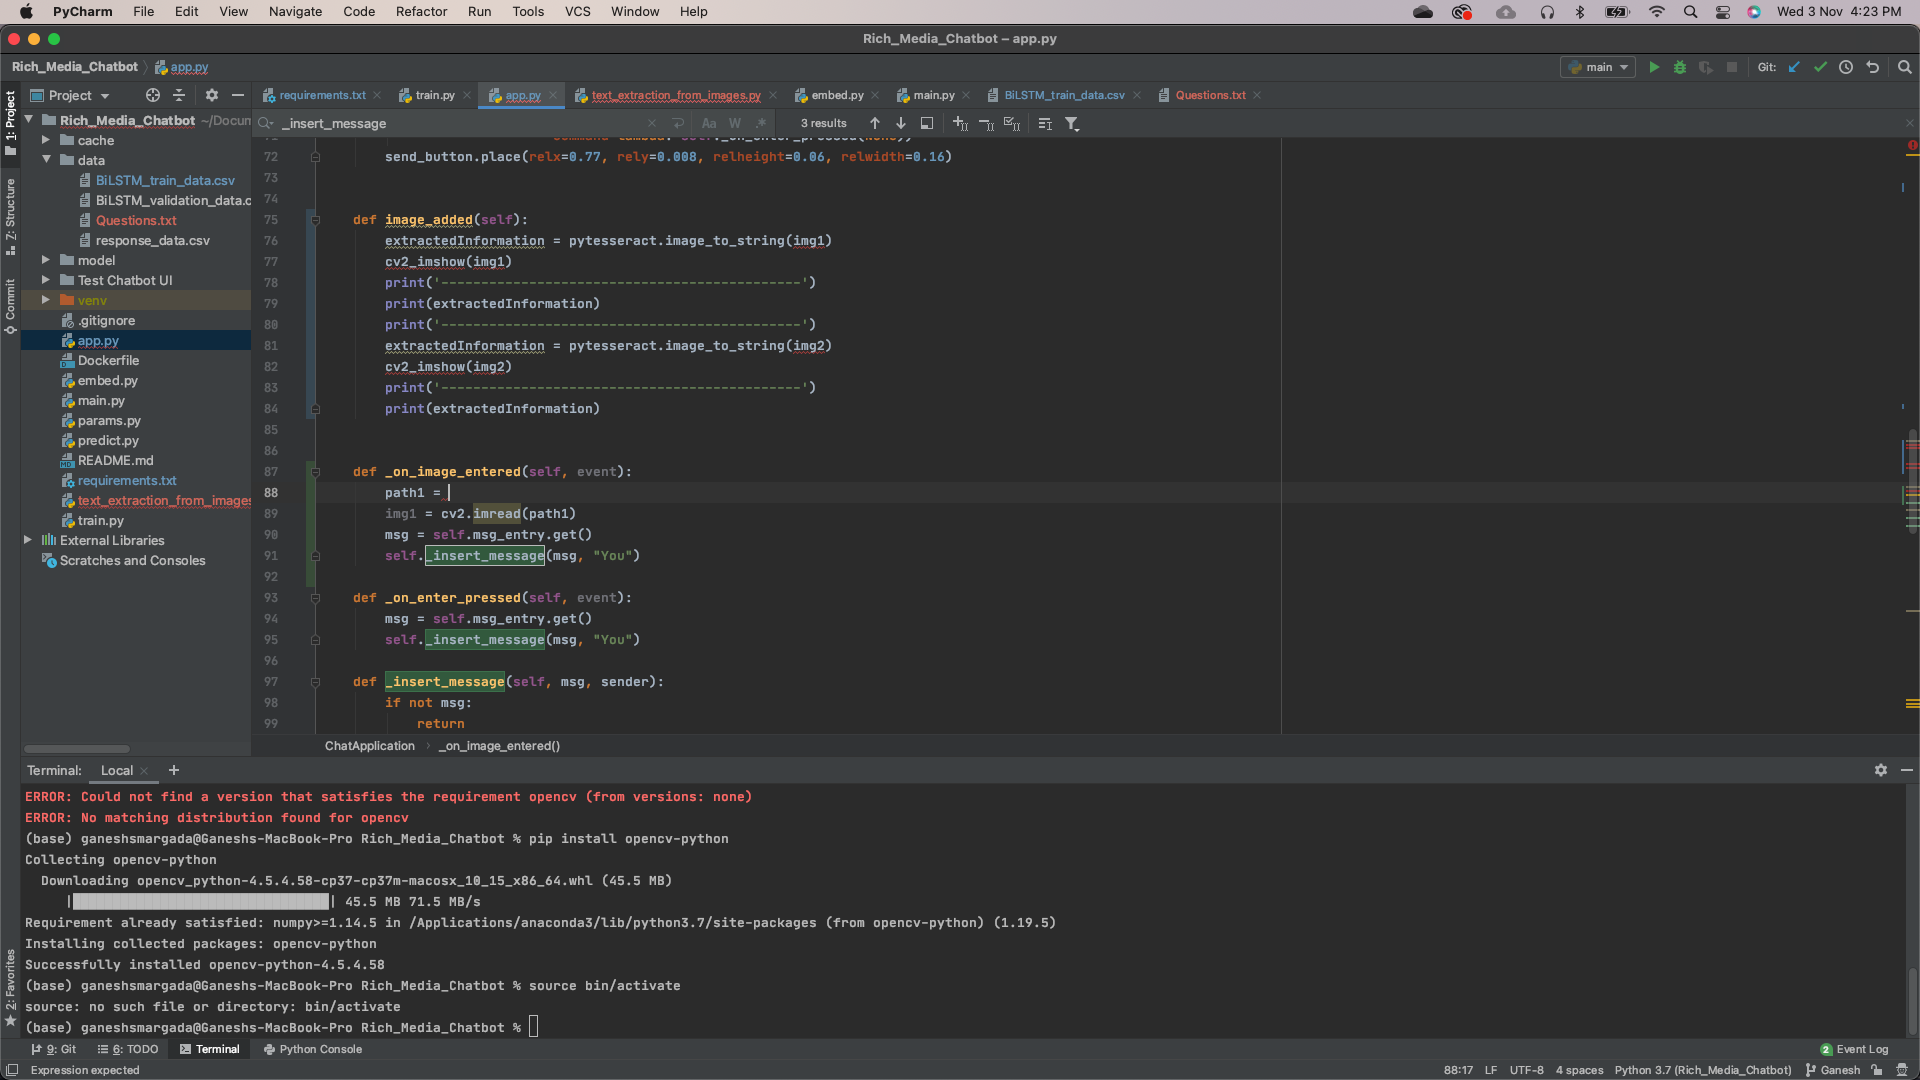 PyCharm File Edit View Navigate Code Refactor Run Tools VCS Window Help Wed 3 Nov 4:23 PM
Rich_Media_Chatbot – app.py
Rich_Media_Chatbot app.py main Git:
1: Project
Z: Structure
Commit
2: Favorites
Project
requirements.txt train.py app.py text_extraction_from_images.py embed.py main.py BiLSTM_train_data.csv Questions.txt
_insert_message Aa W .* 3 results
Rich_Media_Chatbot ~/Docun
cache
data
BiLSTM_train_data.csv
BiLSTM_validation_data.c
Questions.txt
response_data.csv
model
Test Chatbot UI
venv
.gitignore
app.py
Dockerfile
embed.py
main.py
params.py
predict.py
README.md
requirements.txt
text_extraction_from_images
train.py
External Libraries
Scratches and Consoles
72 send_button.place(relx=0.77, rely=0.008, relheight=0.06, relwidth=0.16)
73
74
75 def image_added(self):
76 extractedInformation = pytesseract.image_to_string(img1)
77 cv2_imshow(img1)
78 print('---------------------------------------------')
79 print(extractedInformation)
80 print('---------------------------------------------')
81 extractedInformation = pytesseract.image_to_string(img2)
82 cv2_imshow(img2)
83 print('---------------------------------------------')
84 print(extractedInformation)
85
86
87 def _on_image_entered(self, event):
88 path1 =
89 img1 = cv2.imread(path1)
90 msg = self.msg_entry.get()
91 self._insert_message(msg, "You")
92
93 def _on_enter_pressed(self, event):
94 msg = self.msg_entry.get()
95 self._insert_message(msg, "You")
96
97 def _insert_message(self, msg, sender):
98 if not msg:
99 return
ChatApplication › _on_image_entered()
Terminal: Local +
ERROR: Could not find a version that satisfies the requirement opencv (from versions: none)
ERROR: No matching distribution found for opencv
(base) ganeshsmargada@Ganeshs-MacBook-Pro Rich_Media_Chatbot % pip install opencv-python
Collecting opencv-python
Downloading opencv_python-4.5.4.58-cp37-cp37m-macosx_10_15_x86_64.whl (45.5 MB)
|████████████████████████████████| 45.5 MB 71.5 MB/s
Requirement already satisfied: numpy>=1.14.5 in /Applications/anaconda3/lib/python3.7/site-packages (from opencv-python) (1.19.5)
Installing collected packages: opencv-python
Successfully installed opencv-python-4.5.4.58
(base) ganeshsmargada@Ganeshs-MacBook-Pro Rich_Media_Chatbot % source bin/activate
source: no such file or directory: bin/activate
(base) ganeshsmargada@Ganeshs-MacBook-Pro Rich_Media_Chatbot %
9: Git 6: TODO Terminal Python Console 2 Event Log
Expression expected 88:17 LF UTF-8 4 spaces Python 3.7 (Rich_Media_Chatbot) Ganesh